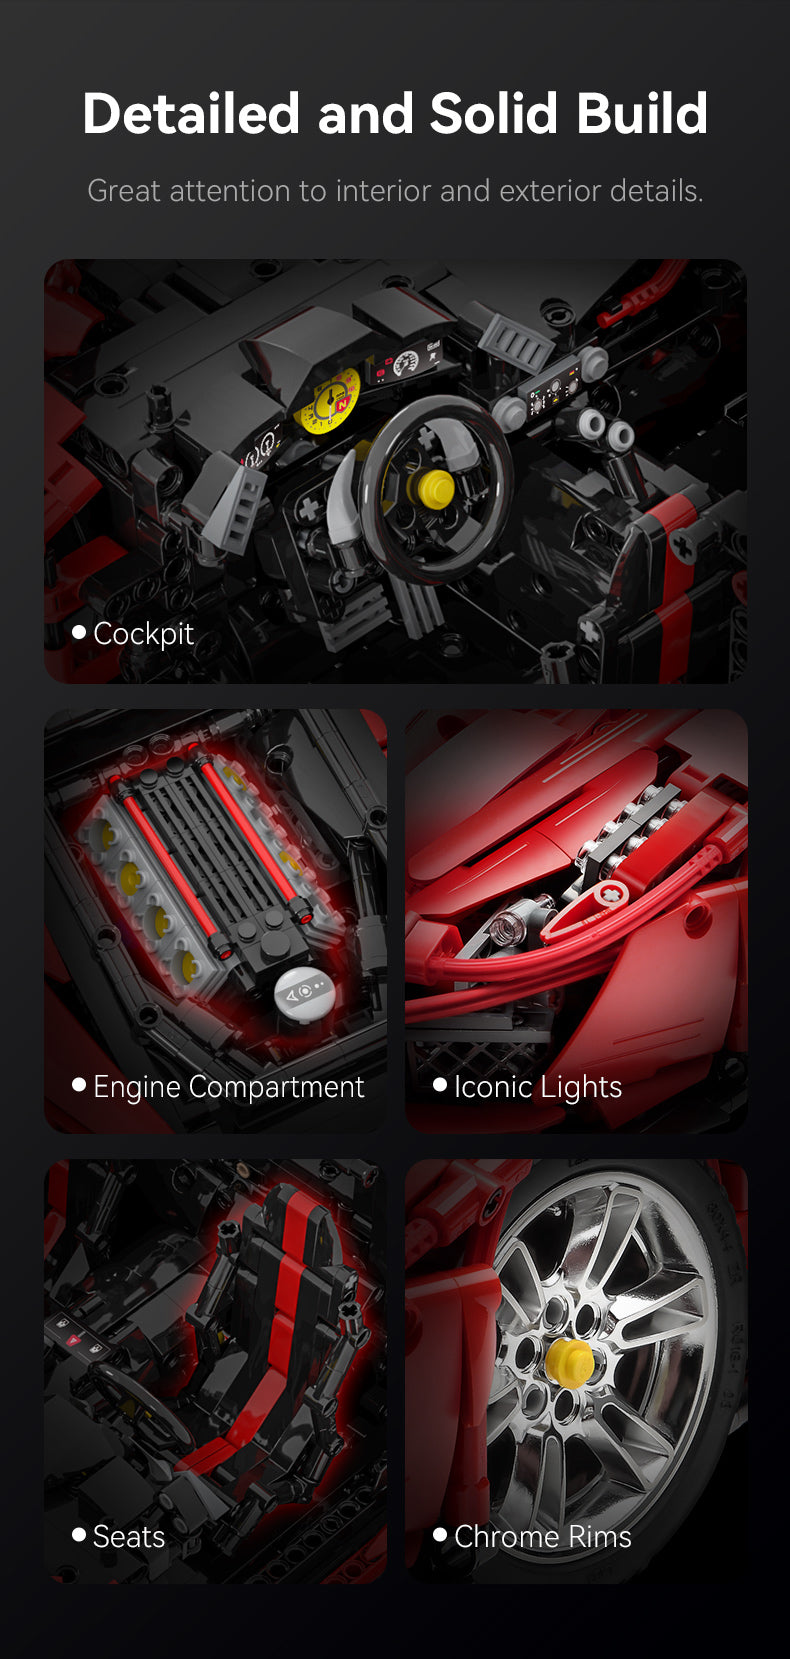 Detailed and Solid Build
Great attention to interior and exterior details.
Cockpit
Engine Compartment
Iconic Lights
Seats
Chrome Rims